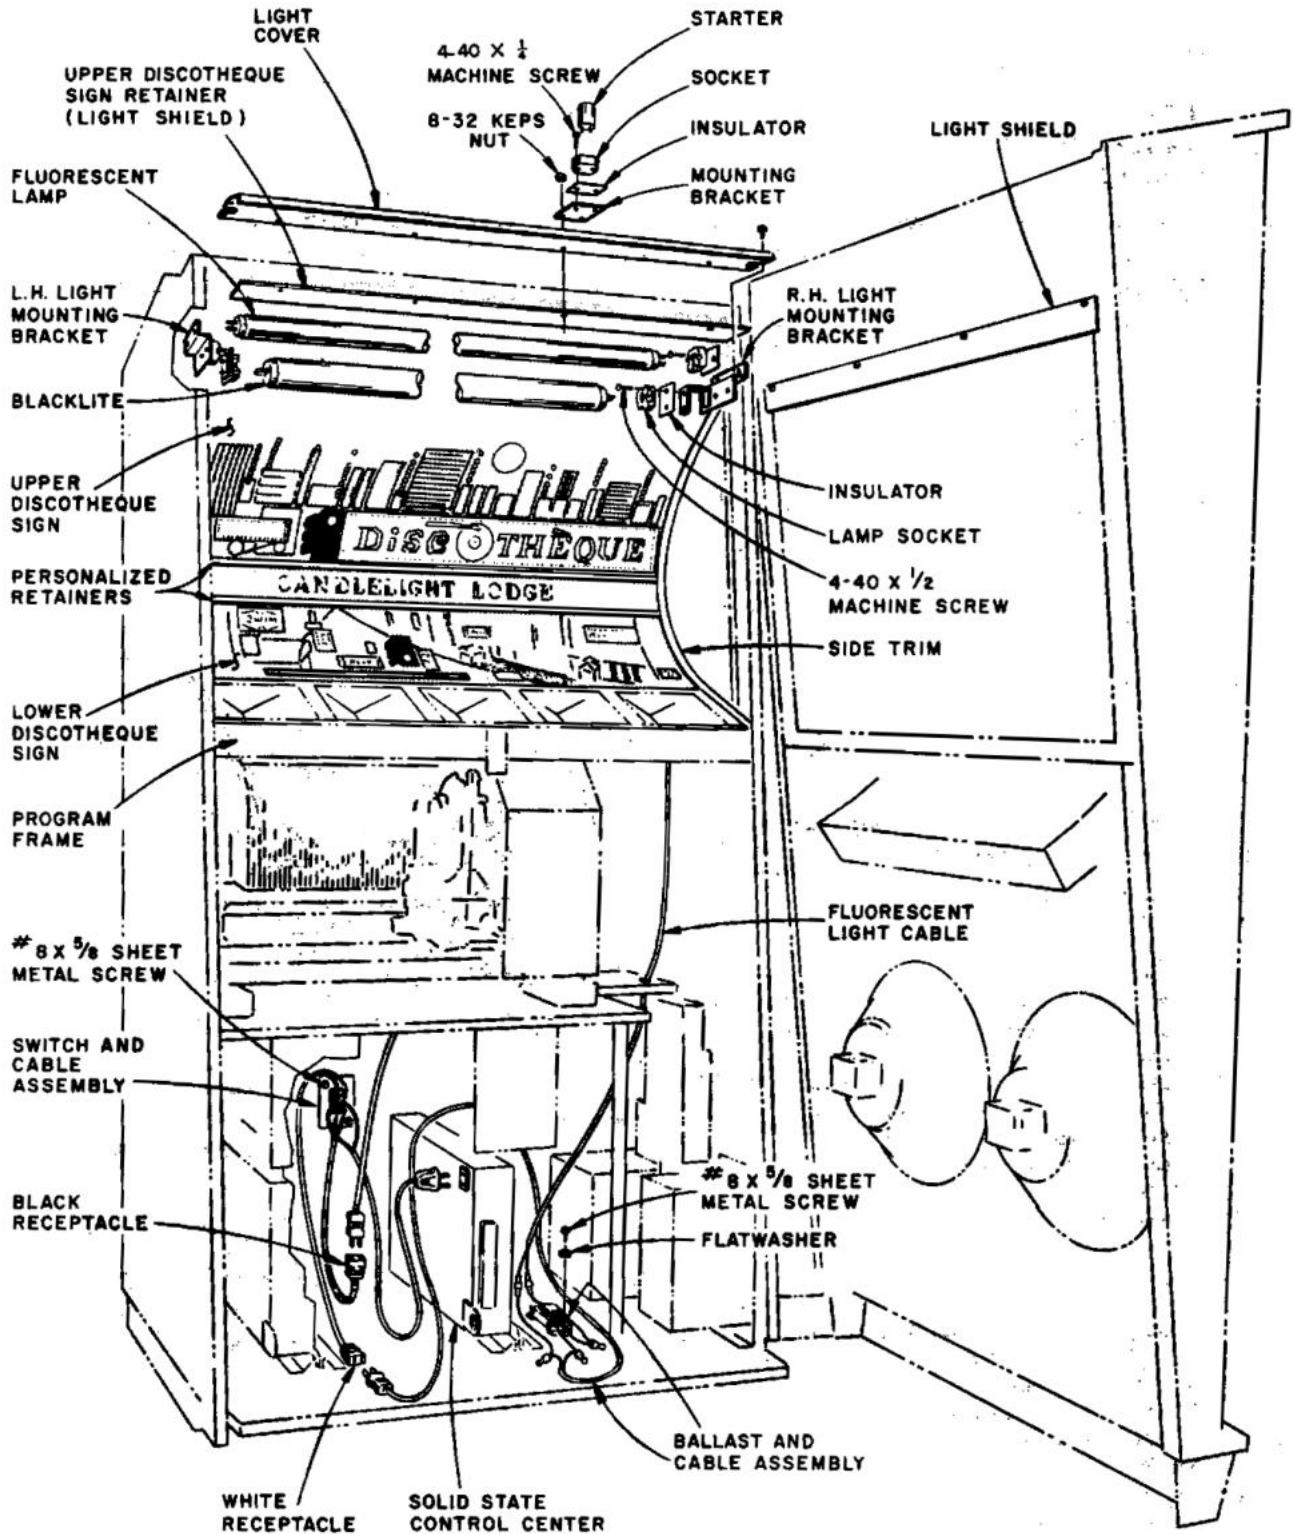 LIGHT
COVER
STARTER
4-40 X 1/4
MACHINE SCREW
SOCKET
UPPER DISCOTHEQUE
SIGN RETAINER
(LIGHT SHIELD)
8-32 KEPS
NUT
INSULATOR
LIGHT SHIELD
MOUNTING
BRACKET
FLUORESCENT
LAMP
L.H. LIGHT
MOUNTING
BRACKET
R.H. LIGHT
MOUNTING
BRACKET
BLACKLITE
UPPER
DISCOTHEQUE
SIGN
INSULATOR
LAMP SOCKET
4-40 X 1/2
MACHINE SCREW
DiscOTHEQUE
PERSONALIZED
RETAINERS
CANDLELIGHT LODGE
SIDE TRIM
LOWER
DISCOTHEQUE
SIGN
PROGRAM
FRAME
FLUORESCENT
LIGHT CABLE
# 8 X 5/8 SHEET
METAL SCREW
SWITCH AND
CABLE
ASSEMBLY
# 8 X 5/8 SHEET
METAL SCREW
BLACK
RECEPTACLE
FLATWASHER
BALLAST AND
CABLE ASSEMBLY
WHITE
RECEPTACLE
SOLID STATE
CONTROL CENTER